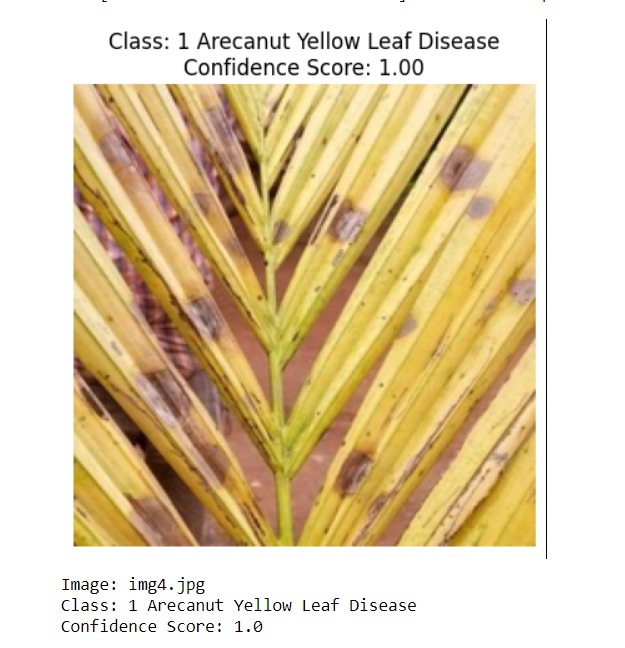 Class: 1 Arecanut Yellow Leaf Disease
Confidence Score: 1.00
Image: img4.jpg
Class: 1 Arecanut Yellow Leaf Disease
Confidence Score: 1.0